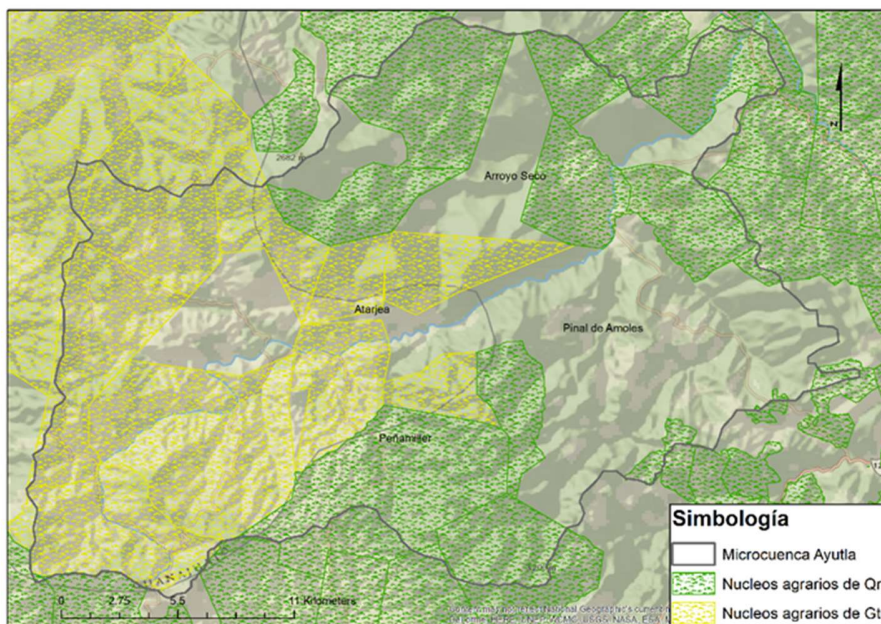 2682
Arroyo Seco
Atarjea
Pinal de Amoles
Peñamiller
Z
0 2.75 5.5 11 Kilometers
Simbología
Microcuenca Ayutla
Nucleos agrarios de Qr
Nucleos agrarios de Gt